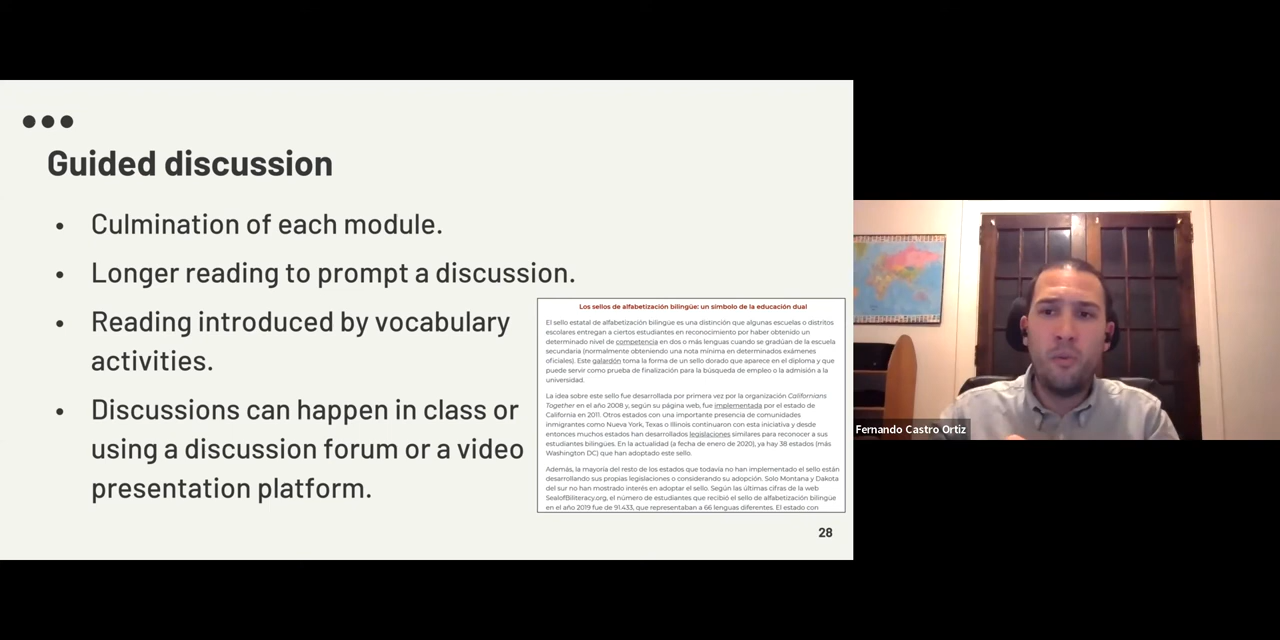 Guided discussion
• Culmination of each module.
• Longer reading to prompt a discussion.
• Reading introduced by vocabulary
activities.
• Discussions can happen in class or
using a discussion forum or a video
presentation platform.
Los sellos de alfabetización bilingüe: un símbolo de la educación dual
El sello estatal de alfabetización bilingüe es una distinción que algunas escuelas o distritos
escolares entregan a ciertos estudiantes en reconocimiento por haber obtenido un
determinado nivel de competencia en dos o más lenguas cuando se gradúan de la escuela
secundaria (normalmente obteniendo una nota mínima en determinados exámenes
oficiales). Este galardón toma la forma de un sello dorado que aparece en el diploma y que
puede servir como prueba de finalización para la búsqueda de empleo o la admisión a la
universidad.
La idea sobre este sello fue desarrollada por primera vez por la organización Californians
Together en el año 2008 y, según su página web, fue implementada por el estado de
California en 2011. Otros estados con una importante presencia de comunidades
inmigrantes como Nueva York, Texas o Illinois continuaron con esta iniciativa y desde
entonces muchos estados han desarrollados legislaciones similares para reconocer a sus
estudiantes bilingües. En la actualidad (a fecha de enero de 2020), ya hay 38 estados (más
Washington DC) que han adoptado este sello.
Además, la mayoría del resto de los estados que todavía no han implementado el sello están
desarrollando sus propias legislaciones o considerando su adopción. Solo Montana y Dakota
del sur no han mostrado interés en adoptar el sello. Según las últimas cifras de la web
SealofBiliteracy.org, el número de estudiantes que recibió el sello de alfabetización bilingüe
en el año 2019 fue de 91.433, que representaban a 66 lenguas diferentes. El estado con
28
Fernando Castro Ortiz